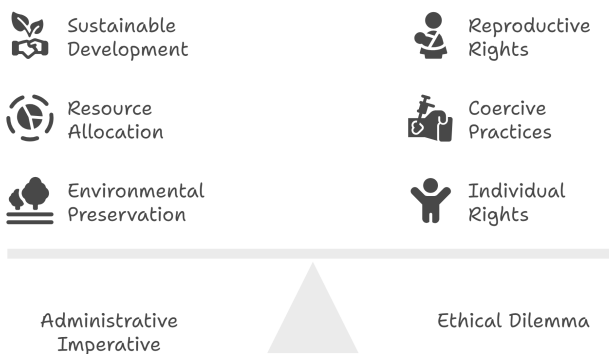 Sustainable
Development
Reproductive
Rights
Resource
Allocation
Coercive
Practices
Environmental
Preservation
Individual
Rights
Administrative
Imperative
Ethical Dilemma